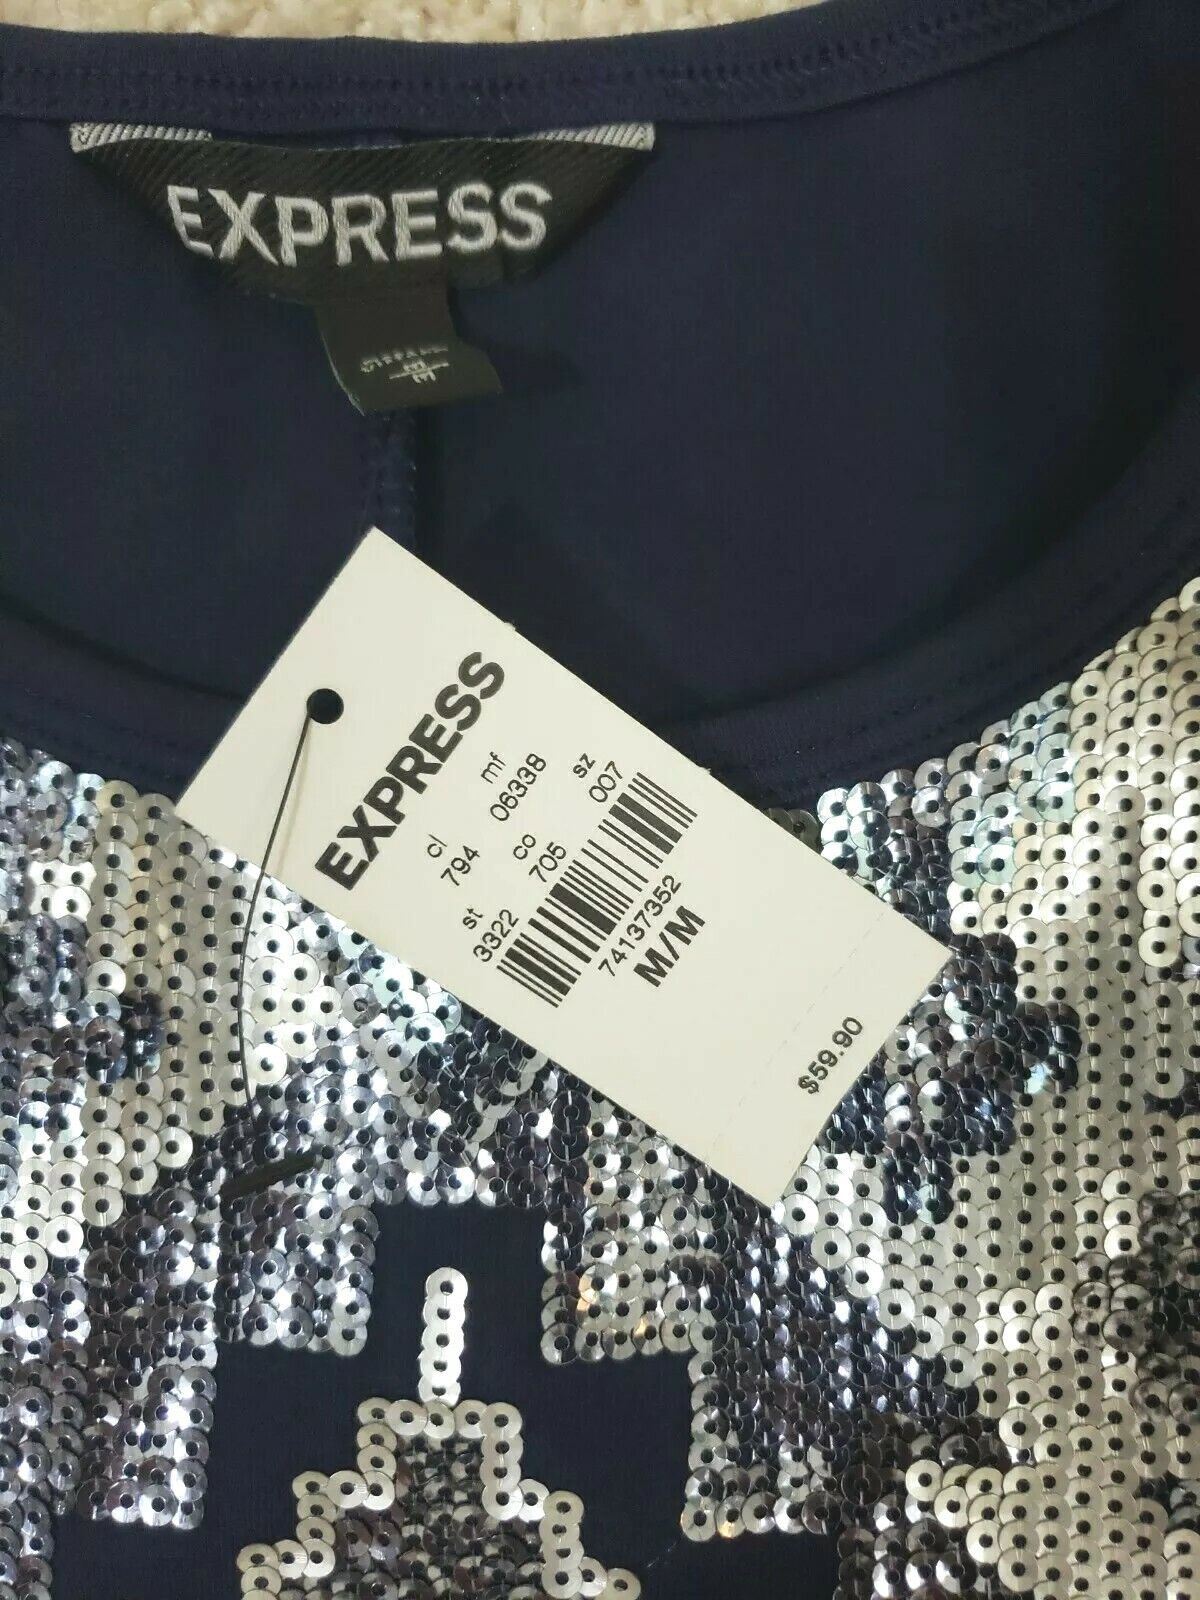 EXPRESS
EXPRESS
cl mf
794 06338
st co sz
3322 705 007
74137352
M/M
$59.90